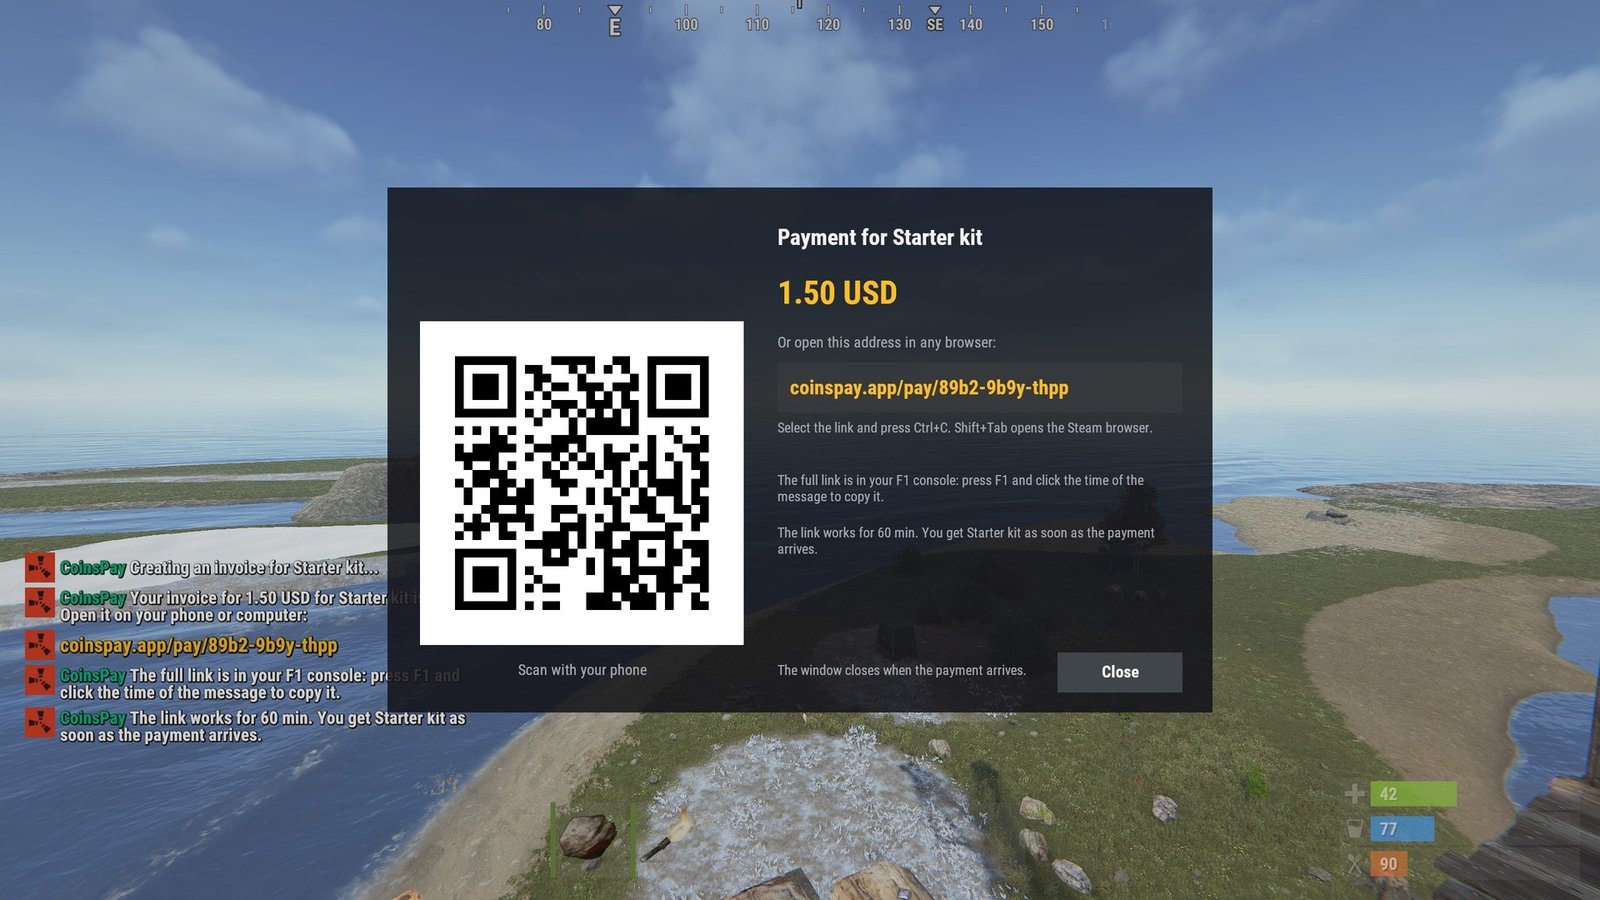 80 E 100 110 120 130 SE 140 150
Payment for Starter kit
1.50 USD
Or open this address in any browser:
coinspay.app/pay/89b2-9b9y-thpp
Select the link and press Ctrl+C. Shift+Tab opens the Steam browser.
The full link is in your F1 console: press F1 and click the time of the
message to copy it.
The link works for 60 min. You get Starter kit as soon as the payment
arrives.
Scan with your phone
The window closes when the payment arrives.
Close
CoinsPay Creating an invoice for Starter kit...
CoinsPay Your invoice for 1.50 USD for Starter kit
Open it on your phone or computer:
coinspay.app/pay/89b2-9b9y-thpp
CoinsPay The full link is in your F1 console: press F1 and
click the time of the message to copy it.
CoinsPay The link works for 60 min. You get Starter kit as
soon as the payment arrives.
42
77
90